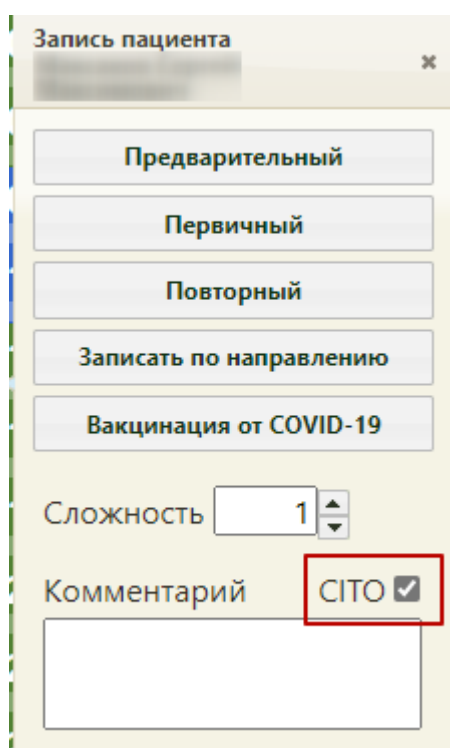 Запись пациента
Предварительный
Первичный
Повторный
Записать по направлению
Вакцинация от COVID-19
Сложность 1
Комментарий CITO